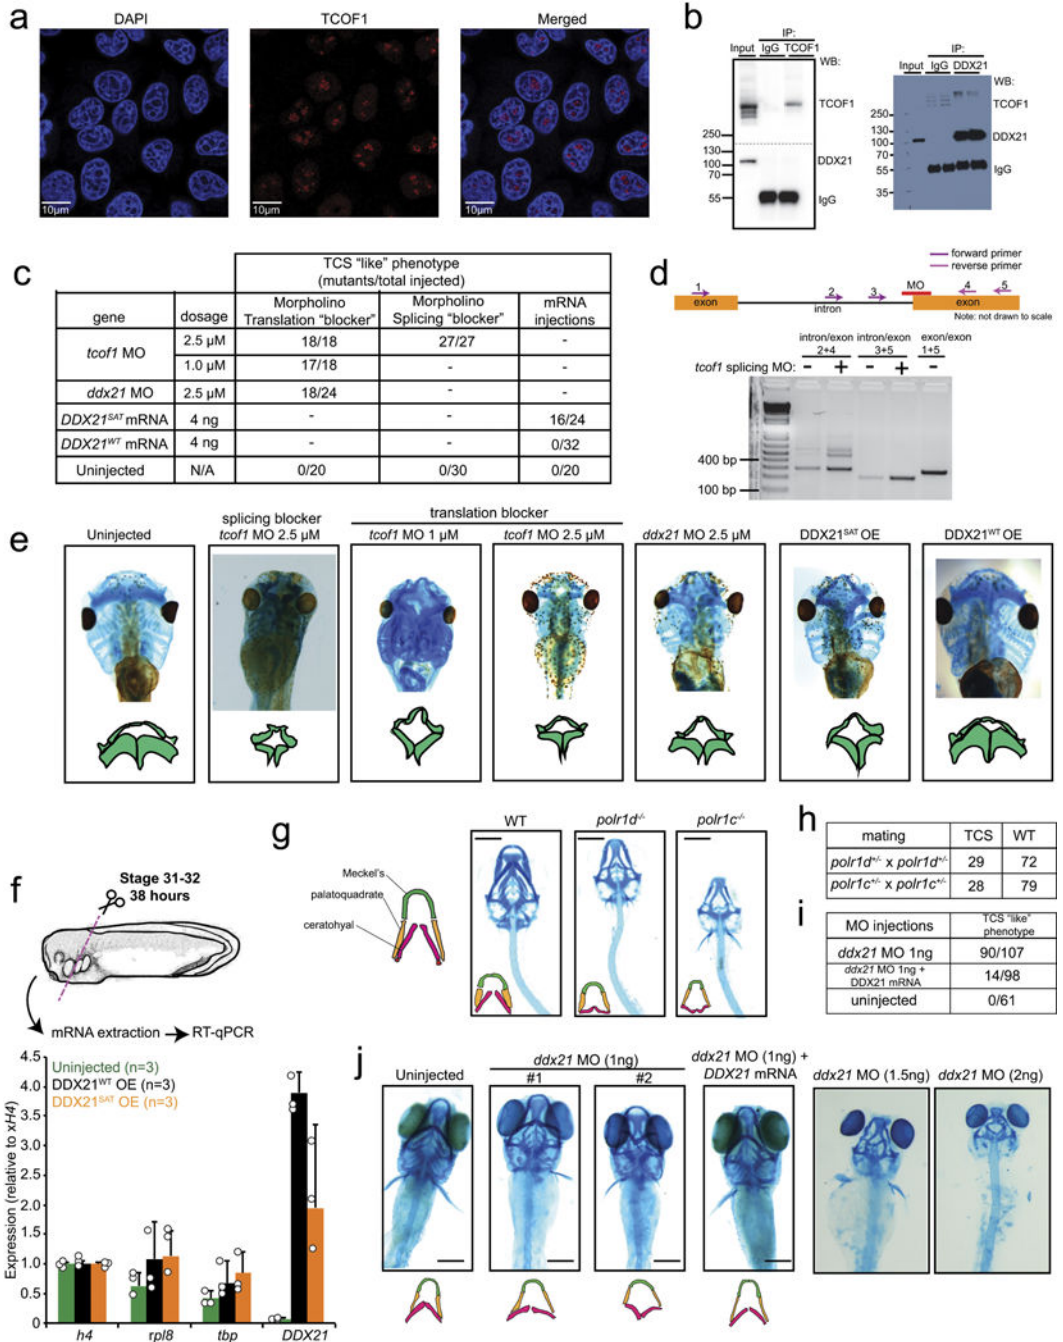 a
DAPI
TCOF1
Merged
10µm
10µm
10µm
b
IP:
Input IgG TCOF1
WB:
TCOF1
250
130
100
70
DDX21
55
IgG
IP:
Input IgG DDX21
WB:
TCOF1
250
130
100
70
DDX21
55
IgG
35
c
TCS "like" phenotype
(mutants/total injected)
gene dosage Morpholino Translation "blocker" Morpholino Splicing "blocker" mRNA injections
tcof1 MO 2.5 µM 18/18 27/27 -
1.0 µM 17/18 - -
ddx21 MO 2.5 µM 18/24 - -
DDX21SAT mRNA 4 ng - - 16/24
DDX21WT mRNA 4 ng - - 0/32
Uninjected N/A 0/20 0/30 0/20
d
forward primer
reverse primer
1 2 3 MO 4 5
exon intron exon
Note: not drawn to scale
intron/exon intron/exon exon/exon
2+4 3+5 1+5
tcof1 splicing MO: - + - + -
400 bp
100 bp
e
Uninjected
splicing blocker
tcof1 MO 2.5 µM
translation blocker
tcof1 MO 1 µM
tcof1 MO 2.5 µM
ddx21 MO 2.5 µM
DDX21SAT OE
DDX21WT OE
f
Stage 31-32
38 hours
mRNA extraction
RT-qPCR
Expression (relative to xH4)
4.5
4.0
3.5
3.0
2.5
2.0
1.5
1.0
0.5
0
Uninjected (n=3)
DDX21WT OE (n=3)
DDX21SAT OE (n=3)
h4 rpl8 tbp DDX21
g
Meckel's
palatoquadrate
ceratohyal
WT
polr1d-/-
polr1c-/-
h
mating TCS WT
polr1d+/- x polr1d+/- 29 72
polr1c+/- x polr1c+/- 28 79
i
MO injections TCS "like" phenotype
ddx21 MO 1ng 90/107
ddx21 MO 1ng + DDX21 mRNA 14/98
uninjected 0/61
j
Uninjected
ddx21 MO (1ng)
#1 #2
ddx21 MO (1ng) +
DDX21 mRNA
ddx21 MO (1.5ng)
ddx21 MO (2ng)